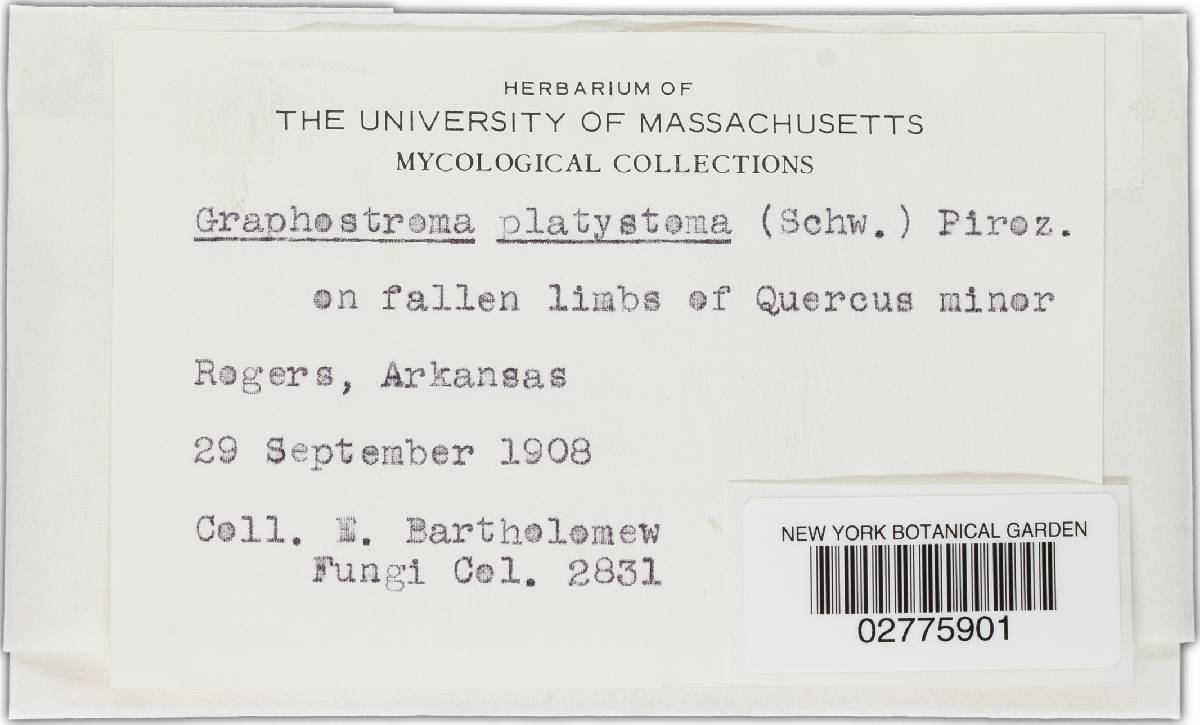 HERBARIUM OF
THE UNIVERSITY OF MASSACHUSETTS
MYCOLOGICAL COLLECTIONS
Graphostroma platystoma (Schw.) Piroz.
on fallen limbs of Quercus minor
Rogers, Arkansas
29 September 1908
Coll. E. Bartholomew
Fungi Col. 2831
NEW YORK BOTANICAL GARDEN
02775901